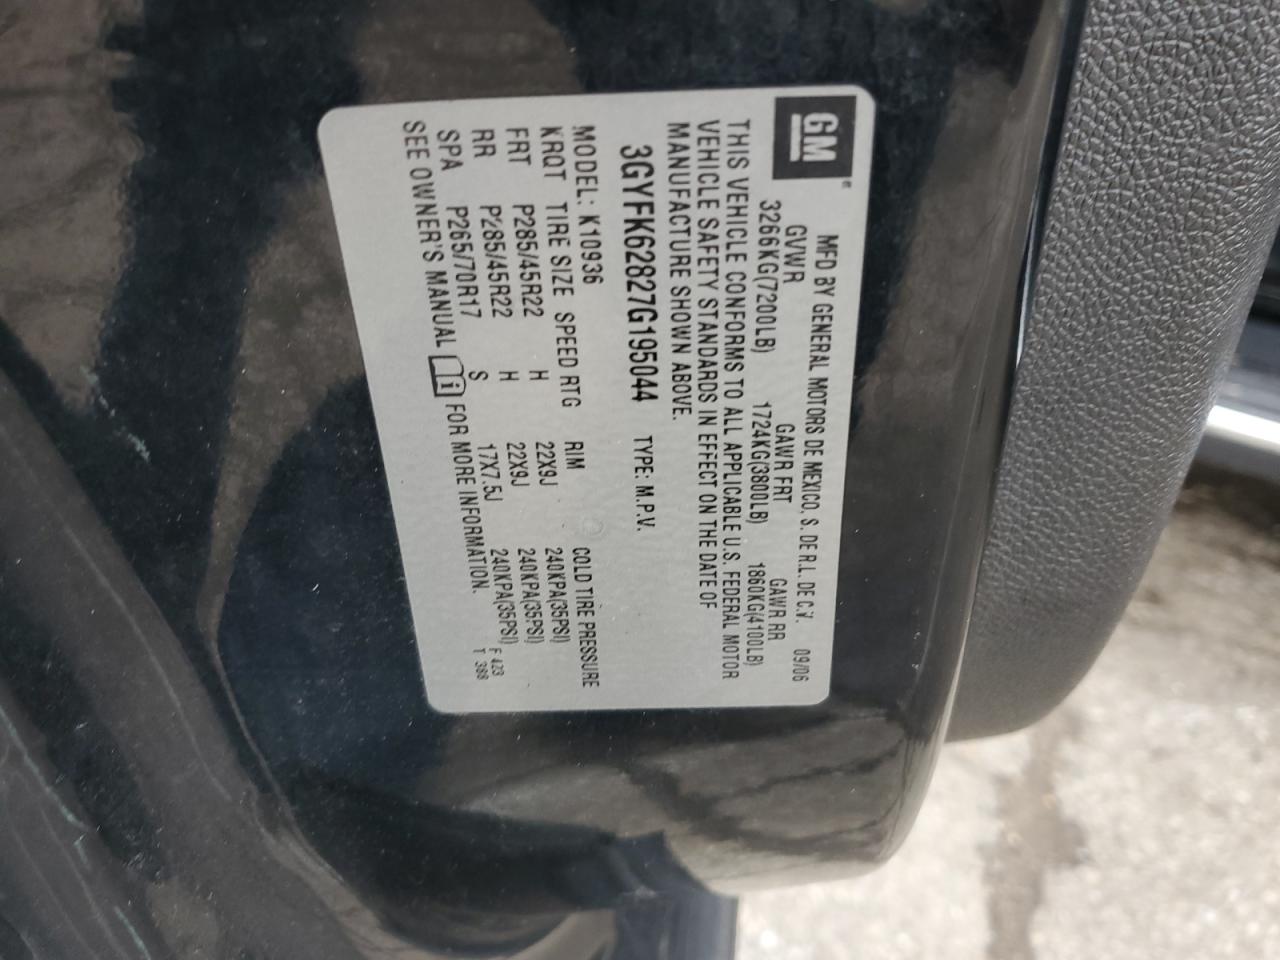 GM
MFD BY GENERAL MOTORS DE MEXICO, S. DE R.L. DE C.V. 09/06
GVWR GAWR FRT GAWR RR
3266KG(7200LB) 1724KG(3800LB) 1860KG(4100LB)
THIS VEHICLE CONFORMS TO ALL APPLICABLE U.S. FEDERAL MOTOR
VEHICLE SAFETY STANDARDS IN EFFECT ON THE DATE OF
MANUFACTURE SHOWN ABOVE.
3GYFK62827G195044 TYPE: M.P.V.
MODEL: K10936
KRQT TIRE SIZE SPEED RTG RIM COLD TIRE PRESSURE
FRT P285/45R22 H 22X9J 240KPA(35PSI)
RR P285/45R22 H 22X9J 240KPA(35PSI)
SPA P265/70R17 S 17X7.5J 240KPA(35PSI)
SEE OWNER'S MANUAL FOR MORE INFORMATION.
F 423
T 388